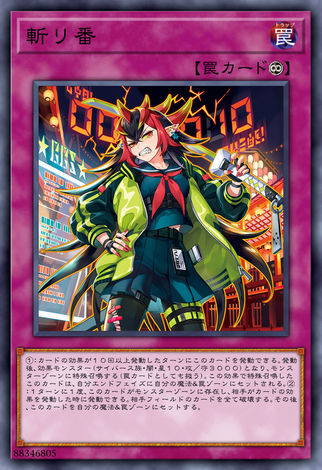 斬リ番
トラップ
罠
【罠カード】
GES
①：カードの効果が１０回以上発動したターンにこのカードを発動できる。発動
後、効果モンスター（サイバース族・闇・星１０・攻／守３０００）となり、モンス
ターゾーンに特殊召喚する（罠カードとしても扱う）。この効果で特殊召喚した
このカードは、自分エンドフェイズに自分の魔法＆罠ゾーンにセットされる。②
：１ターンに１度、このカードがモンスターゾーンに存在し、相手がカードの効
果を発動した時に発動できる。相手フィールドのカードを全て破壊する。その後、
このカードを自分の魔法＆罠ゾーンにセットする。
88346805